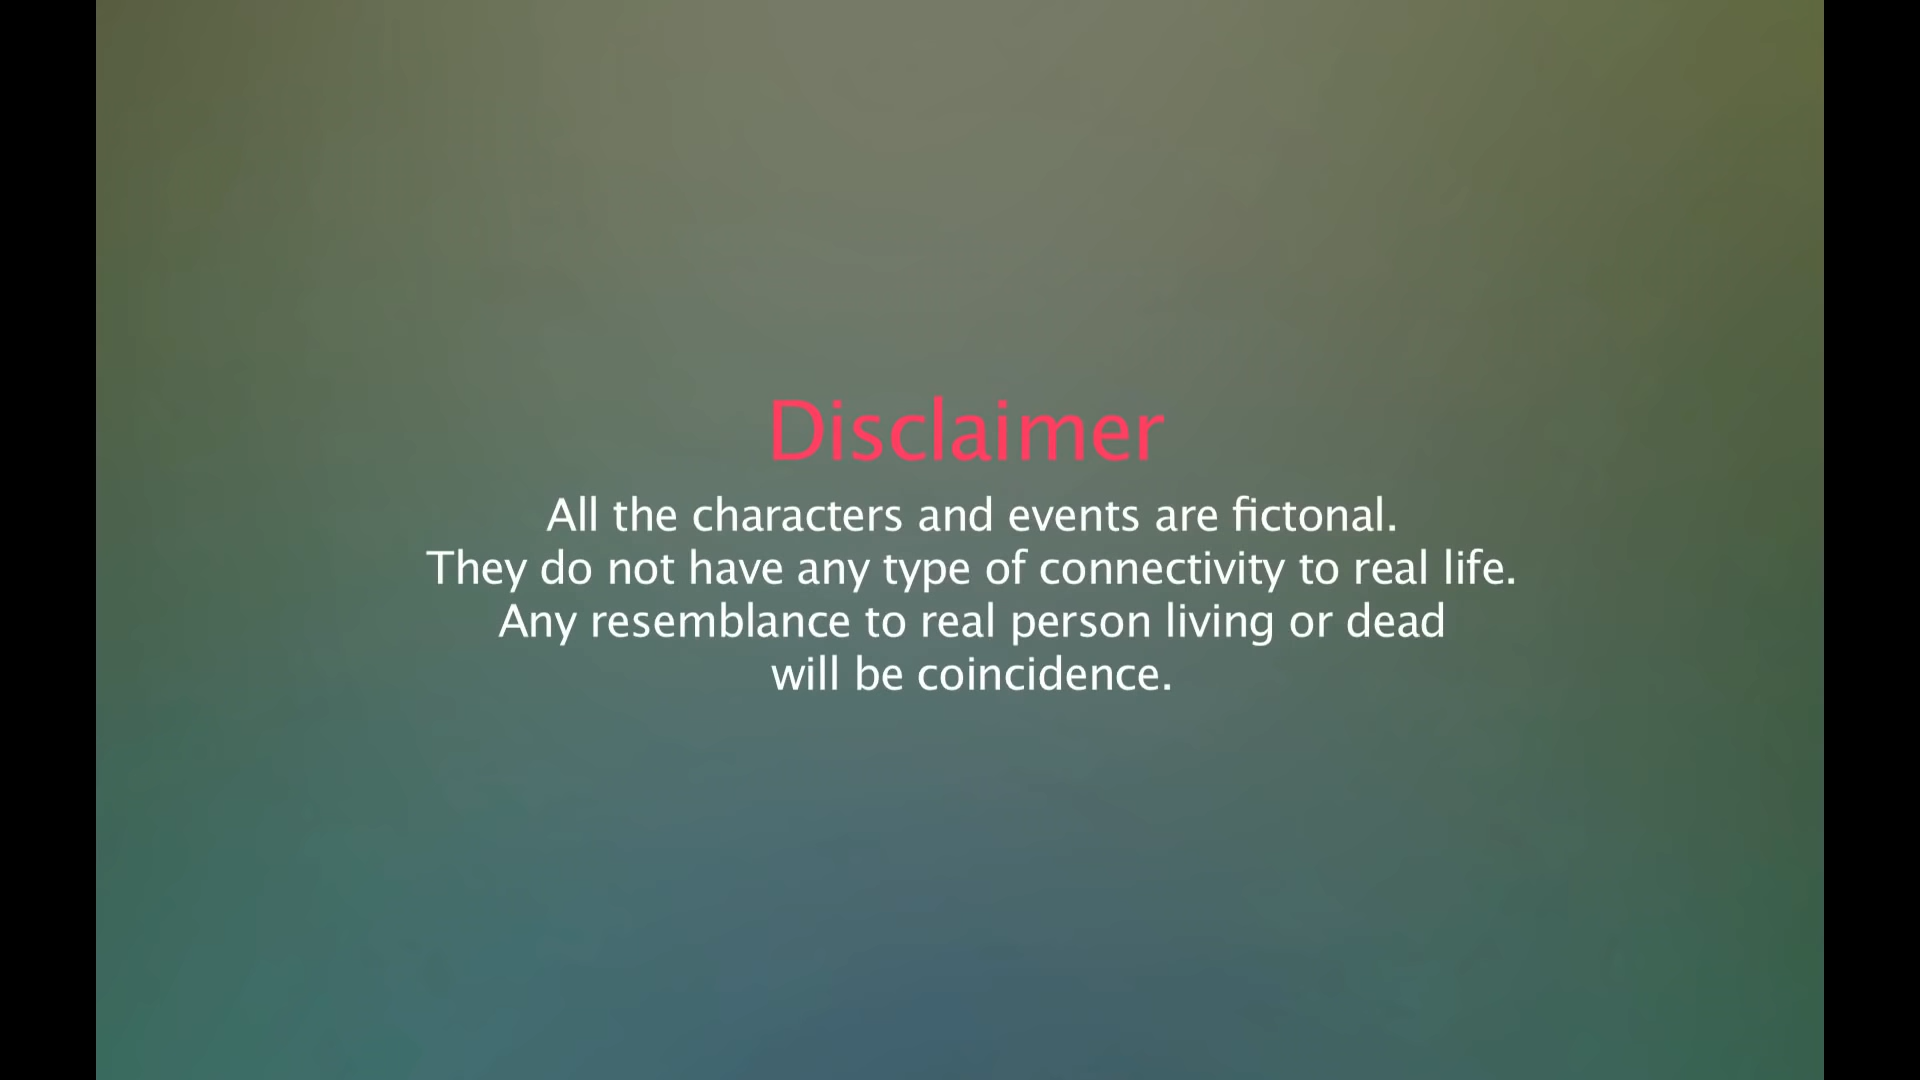 Disclaimer
All the characters and events are fictonal.
They do not have any type of connectivity to real life.
Any resemblance to real person living or dead
will be coincidence.